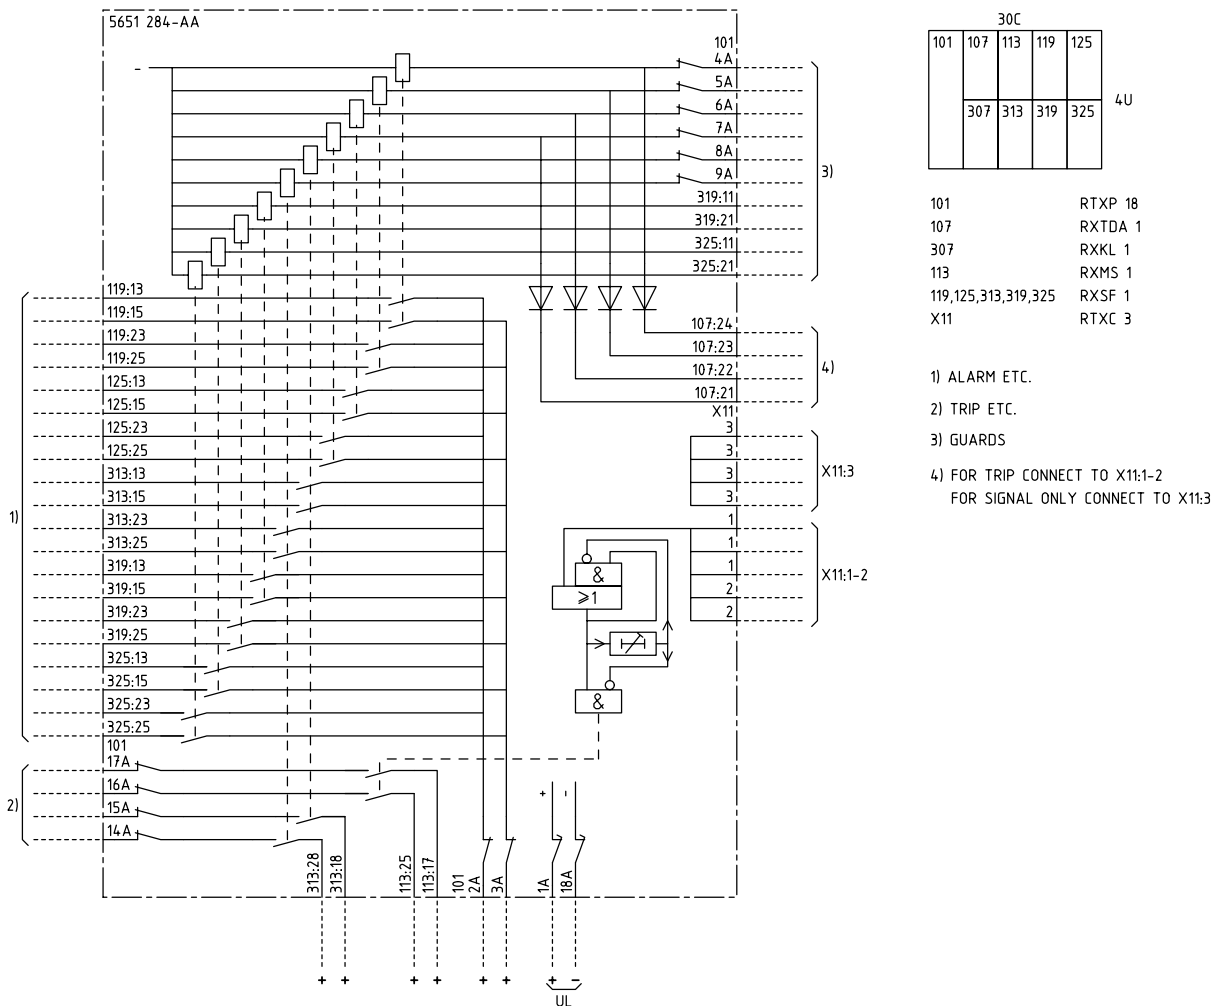 5651 284-AA
101
4A
5A
6A
7A
8A
9A
319:11
319:21
325:11
325:21
3)
-
119:13
119:15
119:23
119:25
125:13
125:15
125:23
125:25
313:13
313:15
313:23
313:25
319:13
319:15
319:23
319:25
325:13
325:15
325:23
325:25
1)
101
17A
16A
15A
14A
2)
107:24
107:23
107:22
107:21
4)
X11
3
3
3
3
X11:3
1
1
1
2
2
X11:1-2
&
⩾1
&
+ -
313:28
313:18
113:25
113:17
101
2A
3A
1A
18A
+ + + + + + + -
UL
30C
101 107 113 119 125
307 313 319 325
4U
101 RTXP 18
107 RXTDA 1
307 RXKL 1
113 RXMS 1
119,125,313,319,325 RXSF 1
X11 RTXC 3
1) ALARM ETC.
2) TRIP ETC.
3) GUARDS
4) FOR TRIP CONNECT TO X11:1-2
FOR SIGNAL ONLY CONNECT TO X11:3